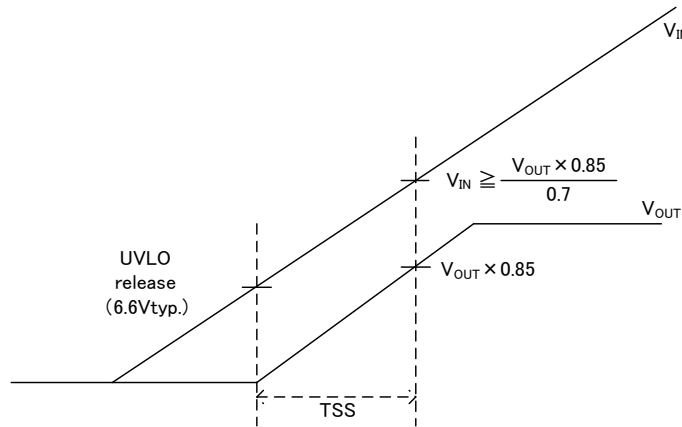 V_IN
V_IN ≧ V_OUT × 0.85
0.7
V_OUT
UVLO
release
(6.6Vtyp.)
V_OUT × 0.85
TSS